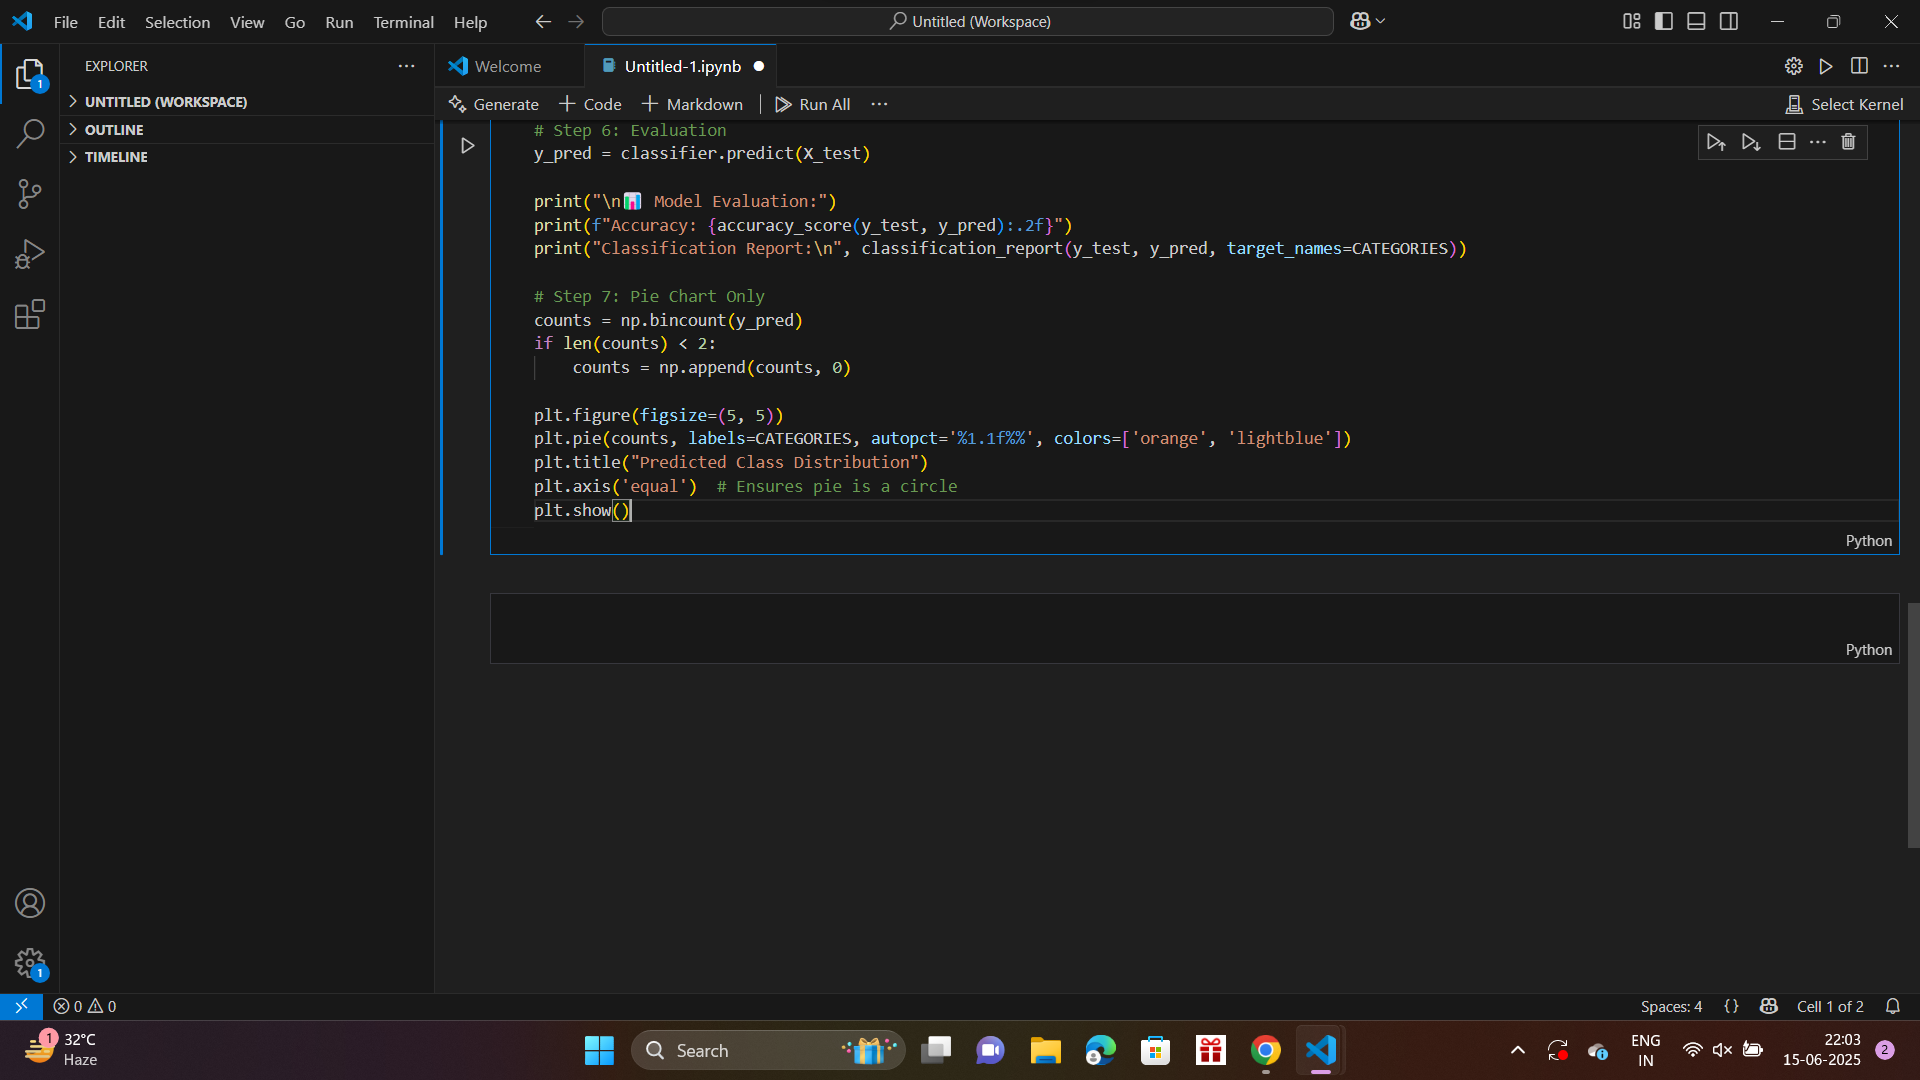 File Edit Selection View Go Run Terminal Help
Untitled (Workspace)
EXPLORER
1
UNTITLED (WORKSPACE)
OUTLINE
TIMELINE
Welcome
Untitled-1.ipynb
Generate
Code
Markdown
Run All
Select Kernel
# Step 6: Evaluation
y_pred = classifier.predict(X_test)
print("\n📊 Model Evaluation:")
print(f"Accuracy: {accuracy_score(y_test, y_pred):.2f}")
print("Classification Report:\n", classification_report(y_test, y_pred, target_names=CATEGORIES))
# Step 7: Pie Chart Only
counts = np.bincount(y_pred)
if len(counts) < 2:
    counts = np.append(counts, 0)
plt.figure(figsize=(5, 5))
plt.pie(counts, labels=CATEGORIES, autopct='%1.1f%%', colors=['orange', 'lightblue'])
plt.title("Predicted Class Distribution")
plt.axis('equal')  # Ensures pie is a circle
plt.show()
Python
Python
1
0 0
Spaces: 4
{}
Cell 1 of 2
1
32°C
Haze
Search
ENG
IN
22:03
15-06-2025
2